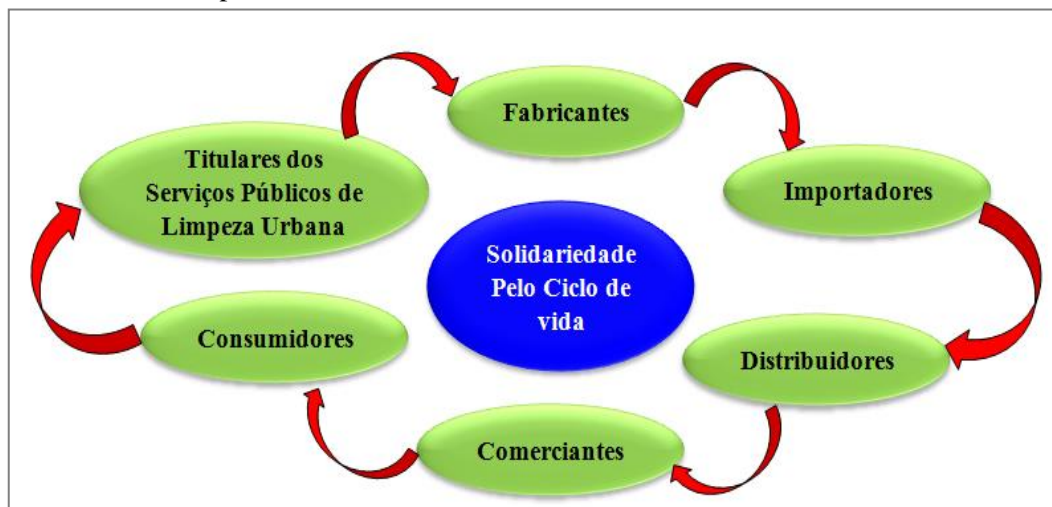 Fabricantes
Titulares dos
Serviços Públicos de
Limpeza Urbana
Importadores
Solidariedade
Pelo Ciclo de
vida
Consumidores
Distribuidores
Comerciantes